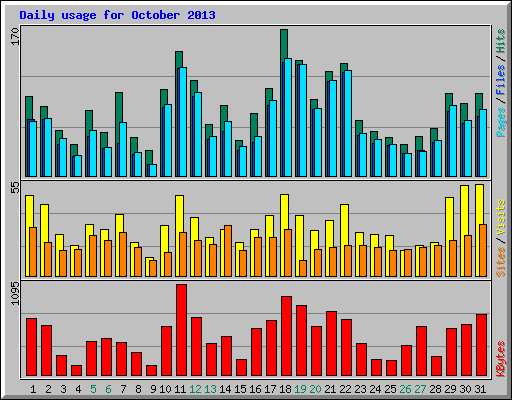 Daily usage for October 2013
170
Pages / Files / Hits
55
Sites / Visits
1095
KBytes
1 2 3 4 5 6 7 8 9 10 11 12 13 14 15 16 17 18 19 20 21 22 23 24 25 26 27 28 29 30 31